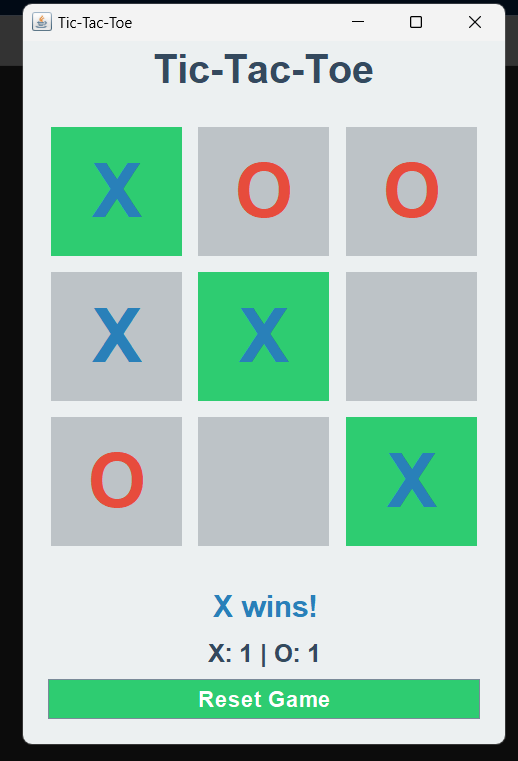 Tic-Tac-Toe
Tic-Tac-Toe
X O O
X X
O X
X wins!
X: 1 | O: 1
Reset Game